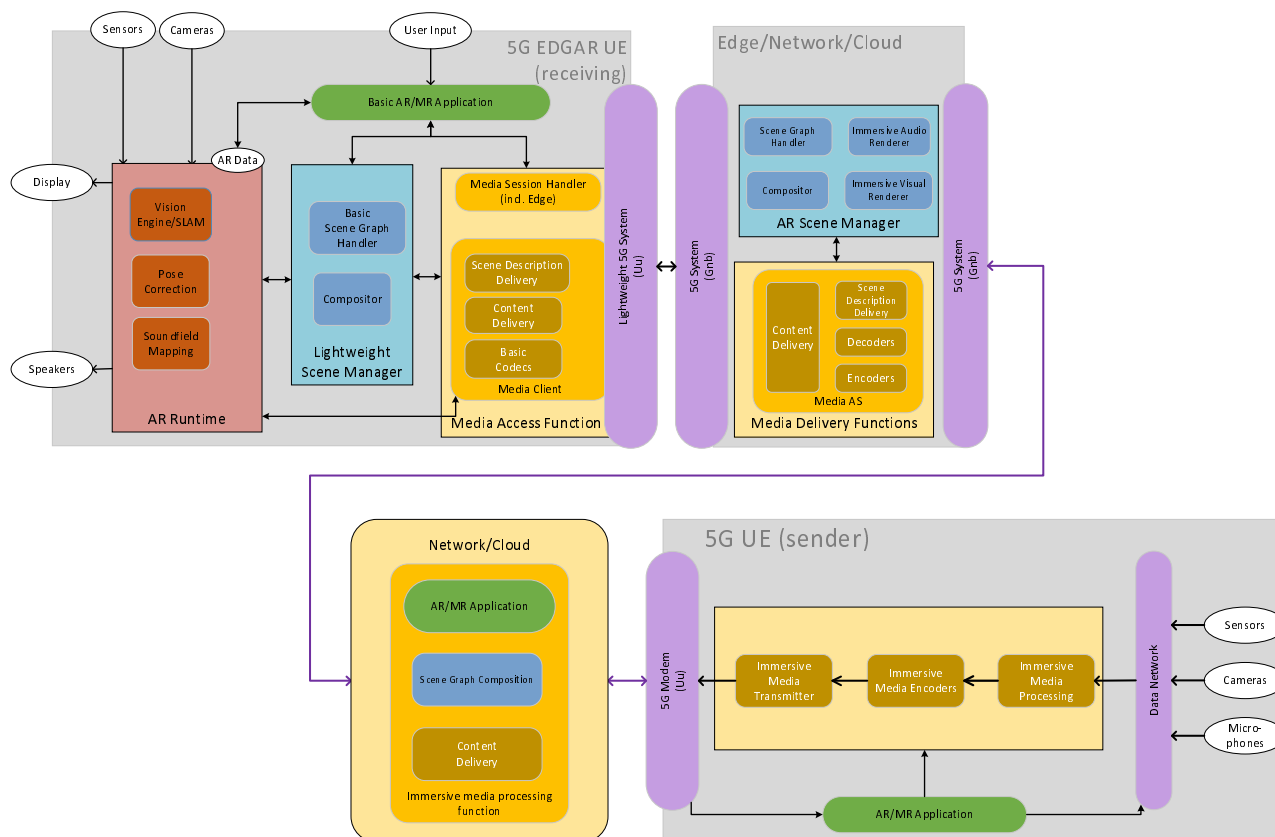 Sensors
Cameras
User Input
5G EDGAR UE
(receiving)
Edge/Network/Cloud
Basic AR/MR Application
AR Data
Display
Speakers
Vision
Engine/SLAM
Pose
Correction
Soundfield
Mapping
AR Runtime
Basic
Scene Graph
Handler
Compositor
Lightweight
Scene Manager
Media Session Handler
(incl. Edge)
Scene Description
Delivery
Content
Delivery
Basic
Codecs
Media Client
Media Access Function
Lightweight 5G System
(Uu)
5G System
(Gnb)
Scene Graph
Handler
Immersive Audio
Renderer
Compositor
Immersive Visual
Renderer
AR Scene Manager
Content
Delivery
Scene
Description
Delivery
Decoders
Encoders
Media AS
Media Delivery Functions
5G System
(Gnb)
Network/Cloud
AR/MR Application
Scene Graph Composition
Content
Delivery
Immersive media processing
function
5G UE (sender)
5G Modem
(Uu)
Immersive
Media
Transmitter
Immersive
Media Encoders
Immersive
Media
Processing
Data Network
Sensors
Cameras
Micro-
phones
AR/MR Application